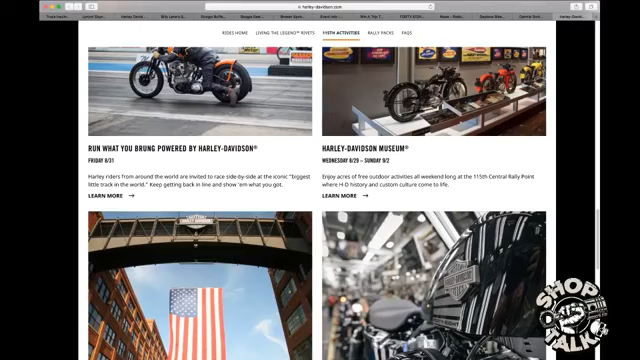 harley-davidson.com
RIDES HOME
LIVING THE LEGEND™ RIVETS
115TH ACTIVITIES
RALLY PACKS
FAQS
RUN WHAT YOU BRUNG POWERED BY HARLEY-DAVIDSON®
FRIDAY 8/31
Harley riders from around the world are invited to race side-by-side at the iconic "biggest
little track in the world." Keep getting back in line and show 'em what you got.
LEARN MORE →
HARLEY-DAVIDSON MUSEUM®
WEDNESDAY 8/29 – SUNDAY 9/2
Enjoy acres of free outdoor activities all weekend long at the 115th Central Rally Point
where H-D history and custom culture come to life.
LEARN MORE →
SHOP
TALK